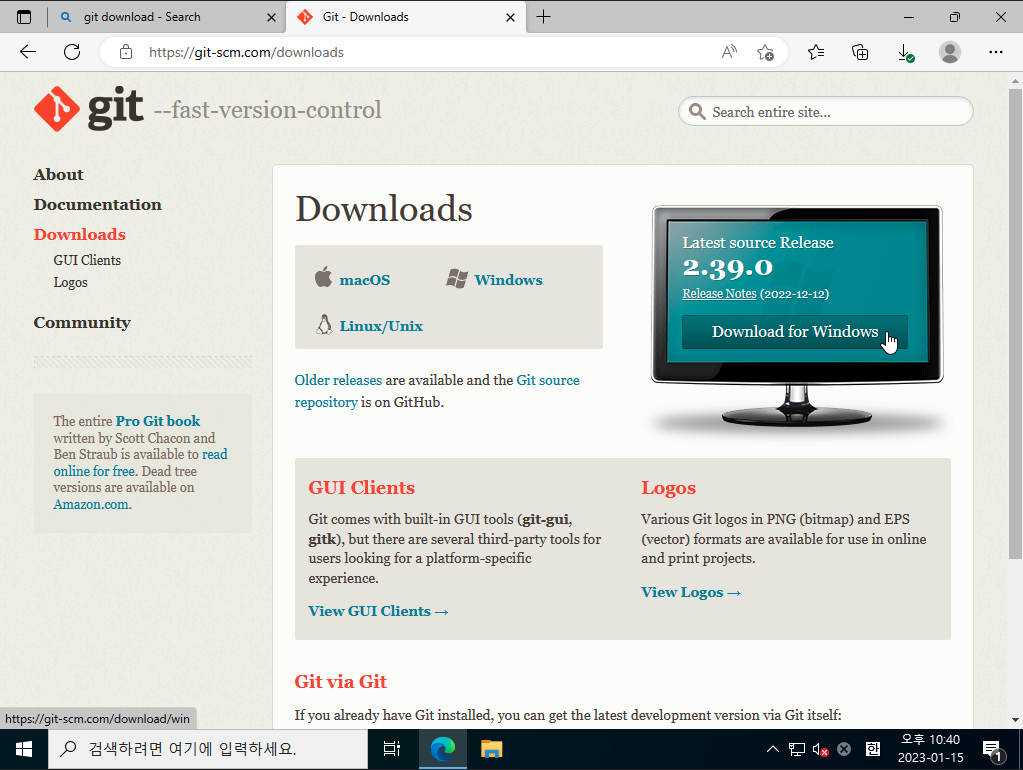 git download - Search
Git - Downloads
https://git-scm.com/downloads
git --fast-version-control
Search entire site...
About
Documentation
Downloads
GUI Clients
Logos
Community
The entire Pro Git book
written by Scott Chacon and
Ben Straub is available to read
online for free. Dead tree
versions are available on
Amazon.com.
Downloads
macOS
Windows
Linux/Unix
Older releases are available and the Git source
repository is on GitHub.
Latest source Release
2.39.0
Release Notes (2022-12-12)
Download for Windows
GUI Clients
Git comes with built-in GUI tools (git-gui,
gitk), but there are several third-party tools for
users looking for a platform-specific
experience.
View GUI Clients →
Logos
Various Git logos in PNG (bitmap) and EPS
(vector) formats are available for use in online
and print projects.
View Logos →
Git via Git
If you already have Git installed, you can get the latest development version via Git itself:
https://git-scm.com/download/win
검색하려면 여기에 입력하세요.
한
오후 10:40
2023-01-15
1